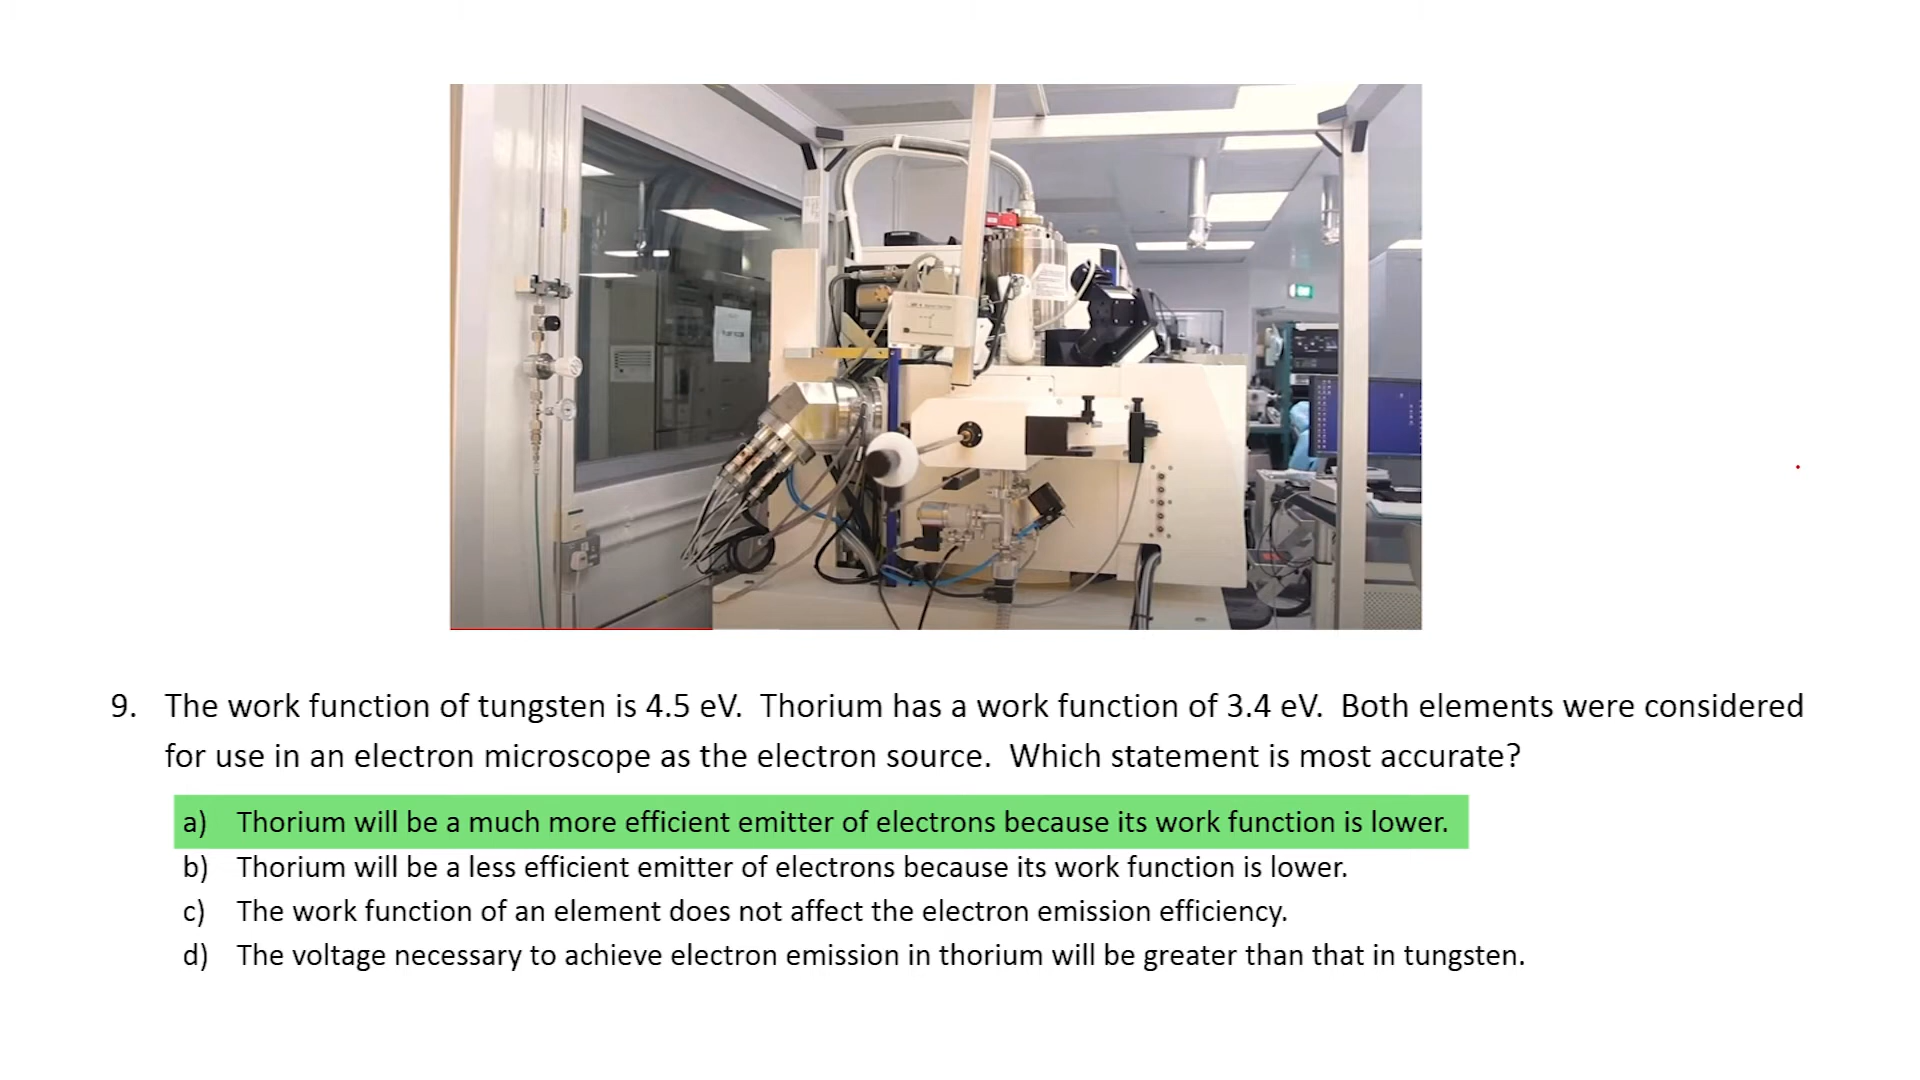 9. The work function of tungsten is 4.5 eV. Thorium has a work function of 3.4 eV. Both elements were considered
for use in an electron microscope as the electron source. Which statement is most accurate?
a) Thorium will be a much more efficient emitter of electrons because its work function is lower.
b) Thorium will be a less efficient emitter of electrons because its work function is lower.
c) The work function of an element does not affect the electron emission efficiency.
d) The voltage necessary to achieve electron emission in thorium will be greater than that in tungsten.